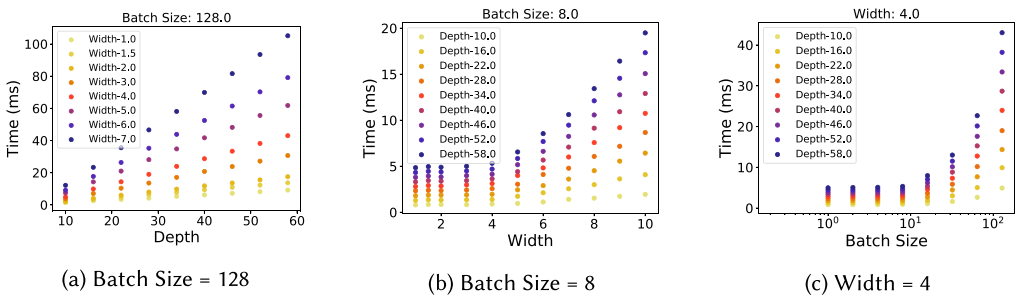 Batch Size: 128.0
Time (ms)
100
80
60
40
20
0
Width-1.0
Width-1.5
Width-2.0
Width-3.0
Width-4.0
Width-5.0
Width-6.0
Width-7.0
10 20 30 40 50 60
Depth
(a) Batch Size = 128
Batch Size: 8.0
Time (ms)
20
15
10
5
0
Depth-10.0
Depth-16.0
Depth-22.0
Depth-28.0
Depth-34.0
Depth-40.0
Depth-46.0
Depth-52.0
Depth-58.0
2 4 6 8 10
Width
(b) Batch Size = 8
Width: 4.0
Time (ms)
40
30
20
10
0
Depth-10.0
Depth-16.0
Depth-22.0
Depth-28.0
Depth-34.0
Depth-40.0
Depth-46.0
Depth-52.0
Depth-58.0
10⁰ 10¹ 10²
Batch Size
(c) Width = 4